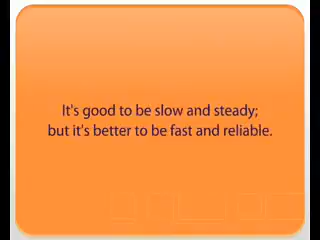 It's good to be slow and steady;
but it's better to be fast and reliable.